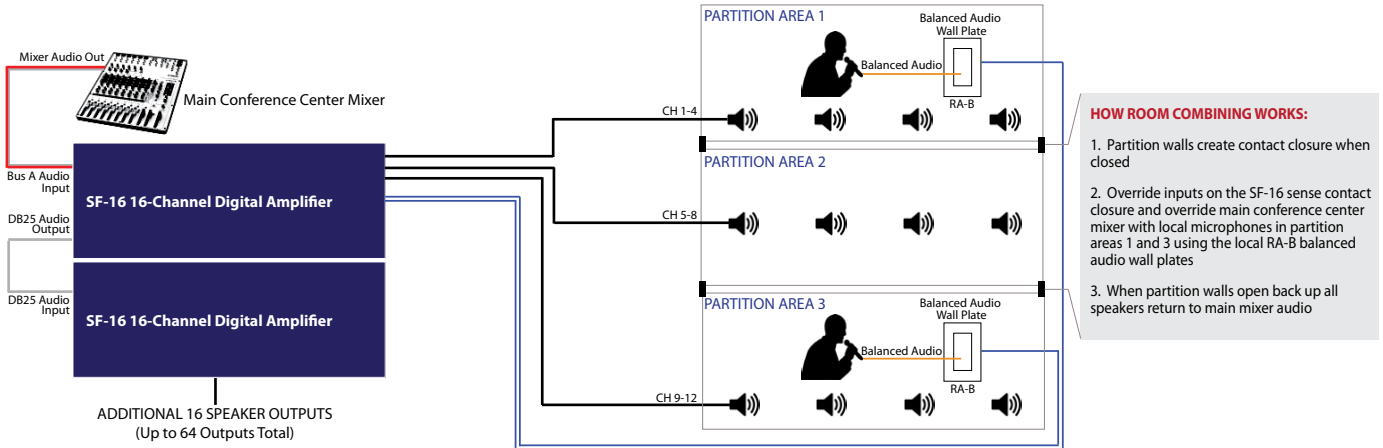 Mixer Audio Out
Main Conference Center Mixer
Bus A Audio
Input
SF-16 16-Channel Digital Amplifier
DB25 Audio
Output
DB25 Audio
Input
SF-16 16-Channel Digital Amplifier
ADDITIONAL 16 SPEAKER OUTPUTS
(Up to 64 Outputs Total)
PARTITION AREA 1
Balanced Audio
Wall Plate
Balanced Audio
RA-B
CH 1-4
PARTITION AREA 2
CH 5-8
PARTITION AREA 3
Balanced Audio
Wall Plate
Balanced Audio
RA-B
CH 9-12
HOW ROOM COMBINING WORKS:
1. Partition walls create contact closure when
closed
2. Override inputs on the SF-16 sense contact
closure and override main conference center
mixer with local microphones in partition
areas 1 and 3 using the local RA-B balanced
audio wall plates
3. When partition walls open back up all
speakers return to main mixer audio